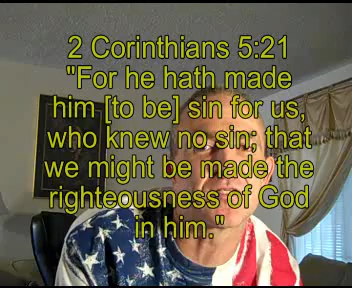 2 Corinthians 5:21
"For he hath made
him [to be] sin for us,
who knew no sin; that
we might be made the
righteousness of God
in him."